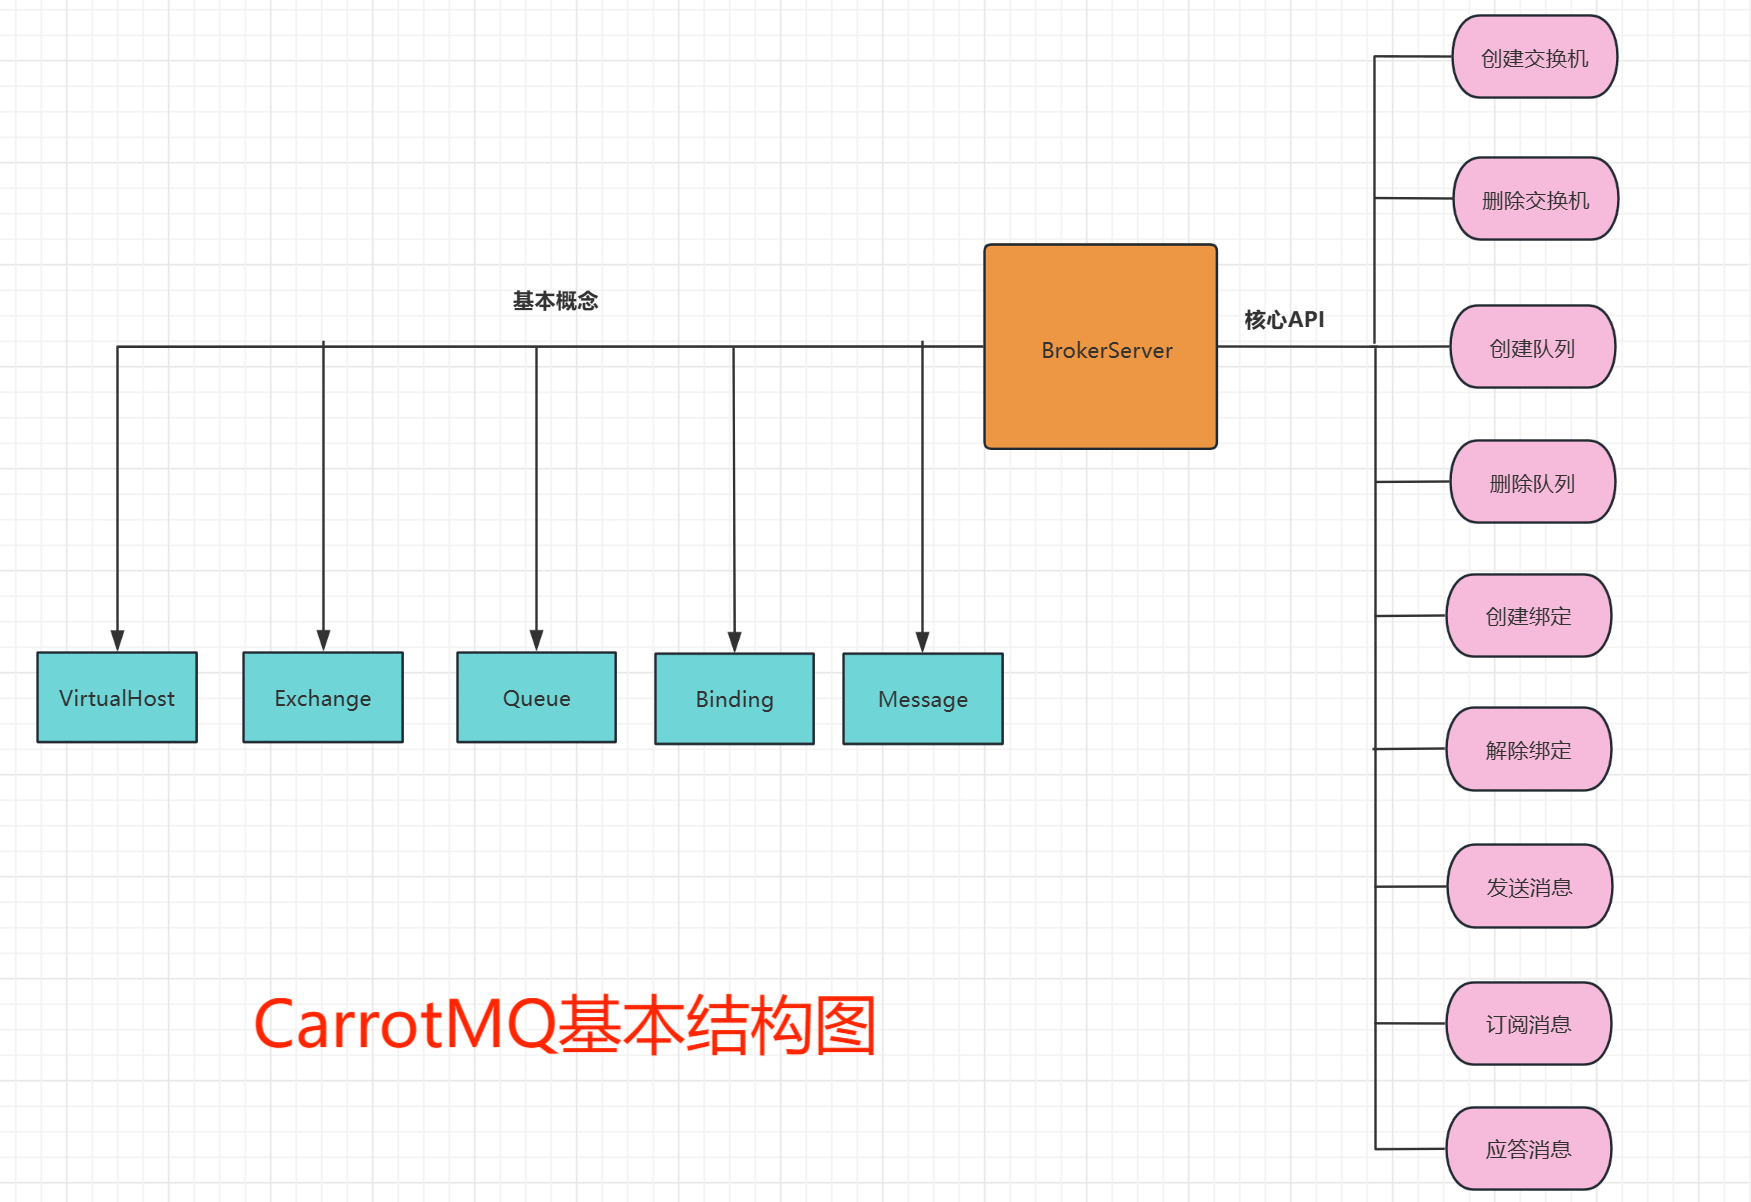 创建交换机
删除交换机
基本概念
核心API
BrokerServer
创建队列
删除队列
创建绑定
VirtualHost
Exchange
Queue
Binding
Message
解除绑定
发送消息
CarrotMQ基本结构图
订阅消息
应答消息